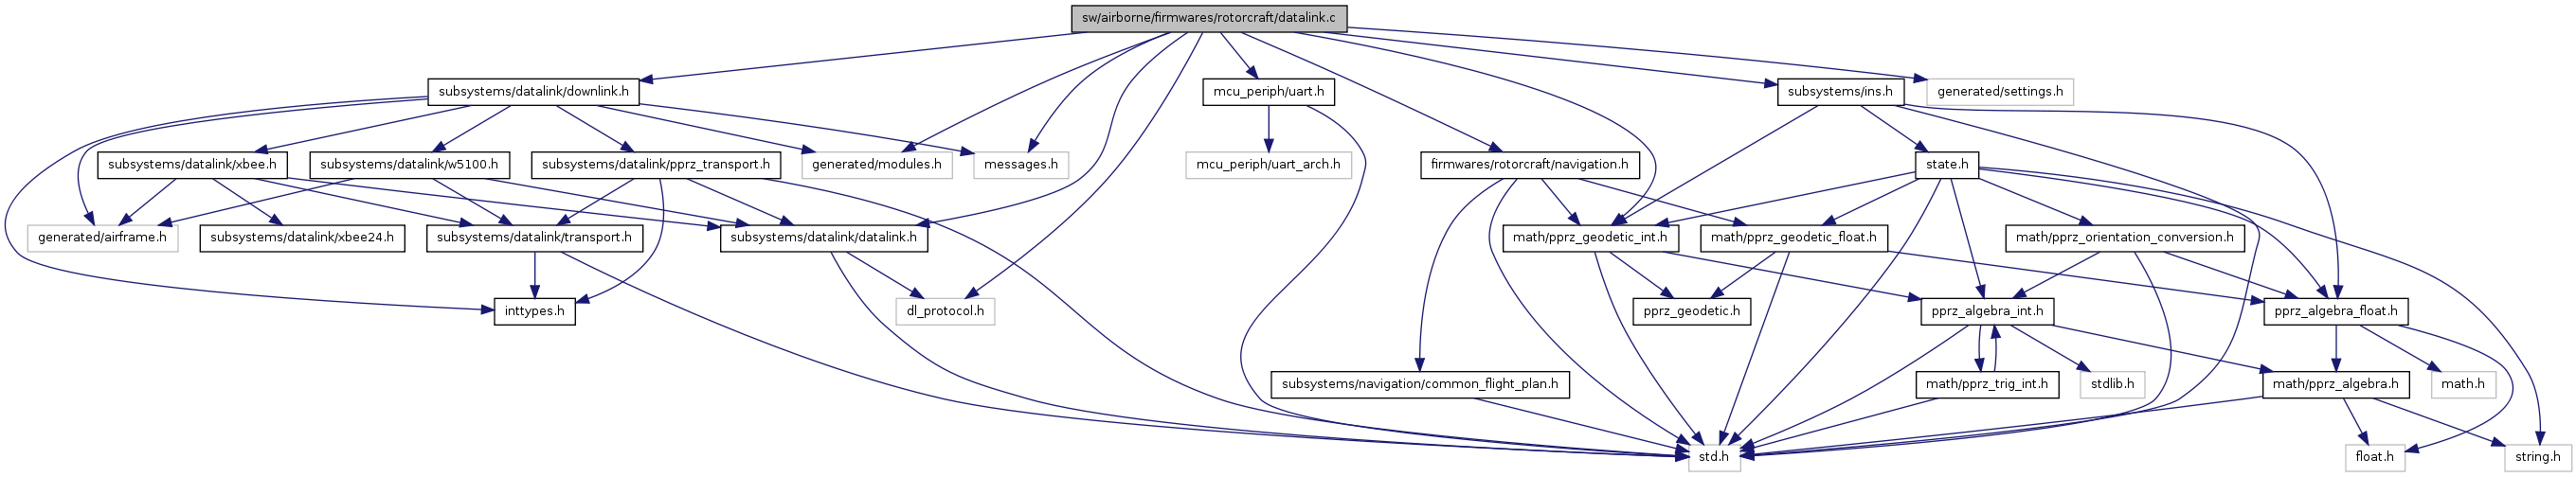 sw/airborne/firmwares/rotorcraft/datalink.c
subsystems/datalink/downlink.h
mcu_periph/uart.h
subsystems/ins.h
generated/settings.h
subsystems/datalink/xbee.h
subsystems/datalink/w5100.h
subsystems/datalink/pprz_transport.h
generated/modules.h
messages.h
mcu_periph/uart_arch.h
firmwares/rotorcraft/navigation.h
state.h
generated/airframe.h
subsystems/datalink/xbee24.h
subsystems/datalink/transport.h
subsystems/datalink/datalink.h
math/pprz_geodetic_int.h
math/pprz_geodetic_float.h
math/pprz_orientation_conversion.h
inttypes.h
dl_protocol.h
pprz_geodetic.h
pprz_algebra_int.h
pprz_algebra_float.h
subsystems/navigation/common_flight_plan.h
math/pprz_trig_int.h
stdlib.h
math/pprz_algebra.h
math.h
std.h
float.h
string.h